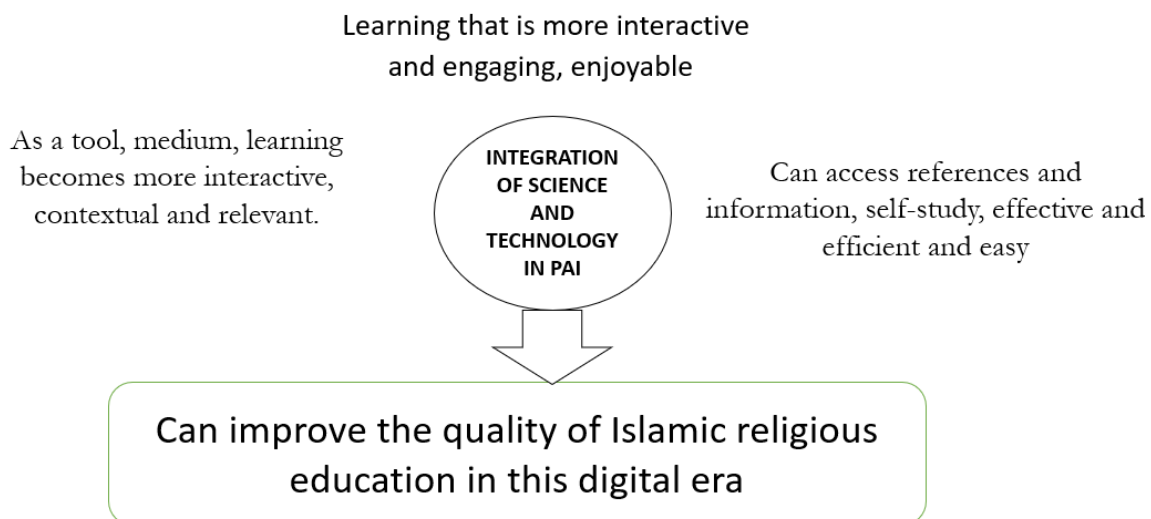 Learning that is more interactive
and engaging, enjoyable
As a tool, medium, learning
becomes more interactive,
contextual and relevant.
INTEGRATION
OF SCIENCE
AND
TECHNOLOGY
IN PAI
Can access references and
information, self-study, effective and
efficient and easy
Can improve the quality of Islamic religious
education in this digital era